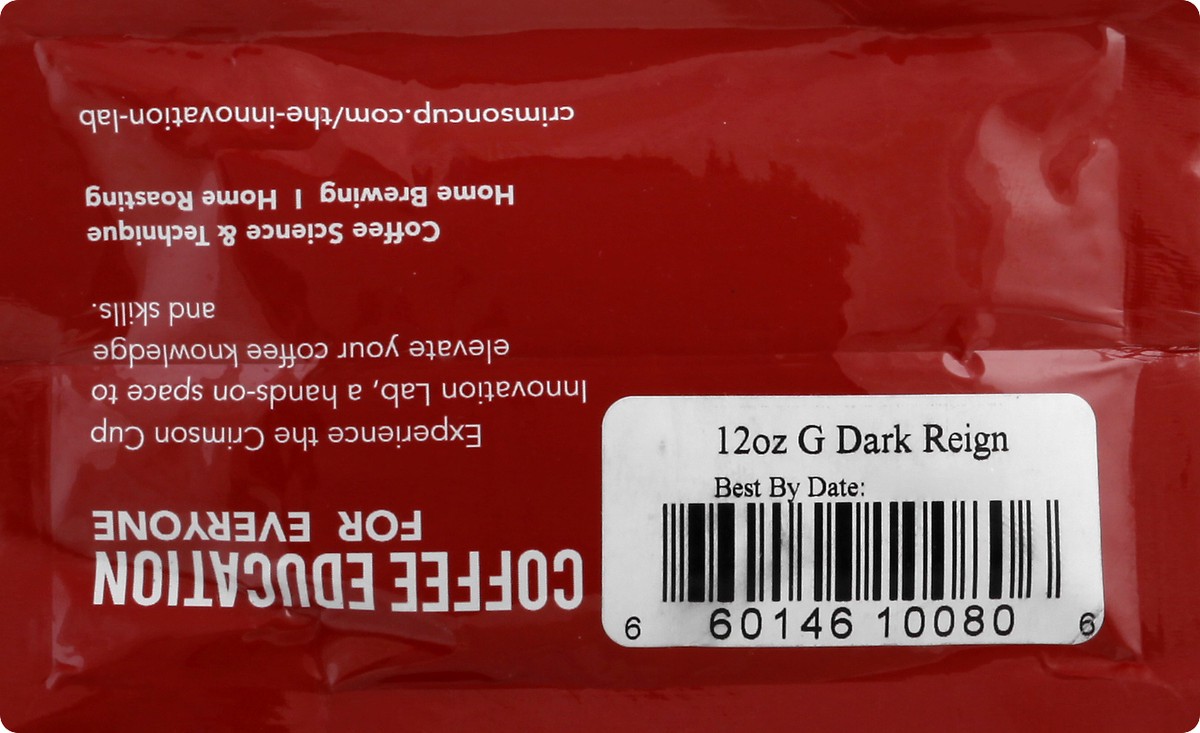 COFFEE EDUCATION
FOR EVERYONE
Experience the Crimson Cup
Innovation Lab, a hands-on space to
elevate your coffee knowledge
and skills.
Coffee Science & Technique
Home Brewing | Home Roasting
crimsoncup.com/the-innovation-lab
12oz G Dark Reign
Best By Date:
6 60146 10080 6